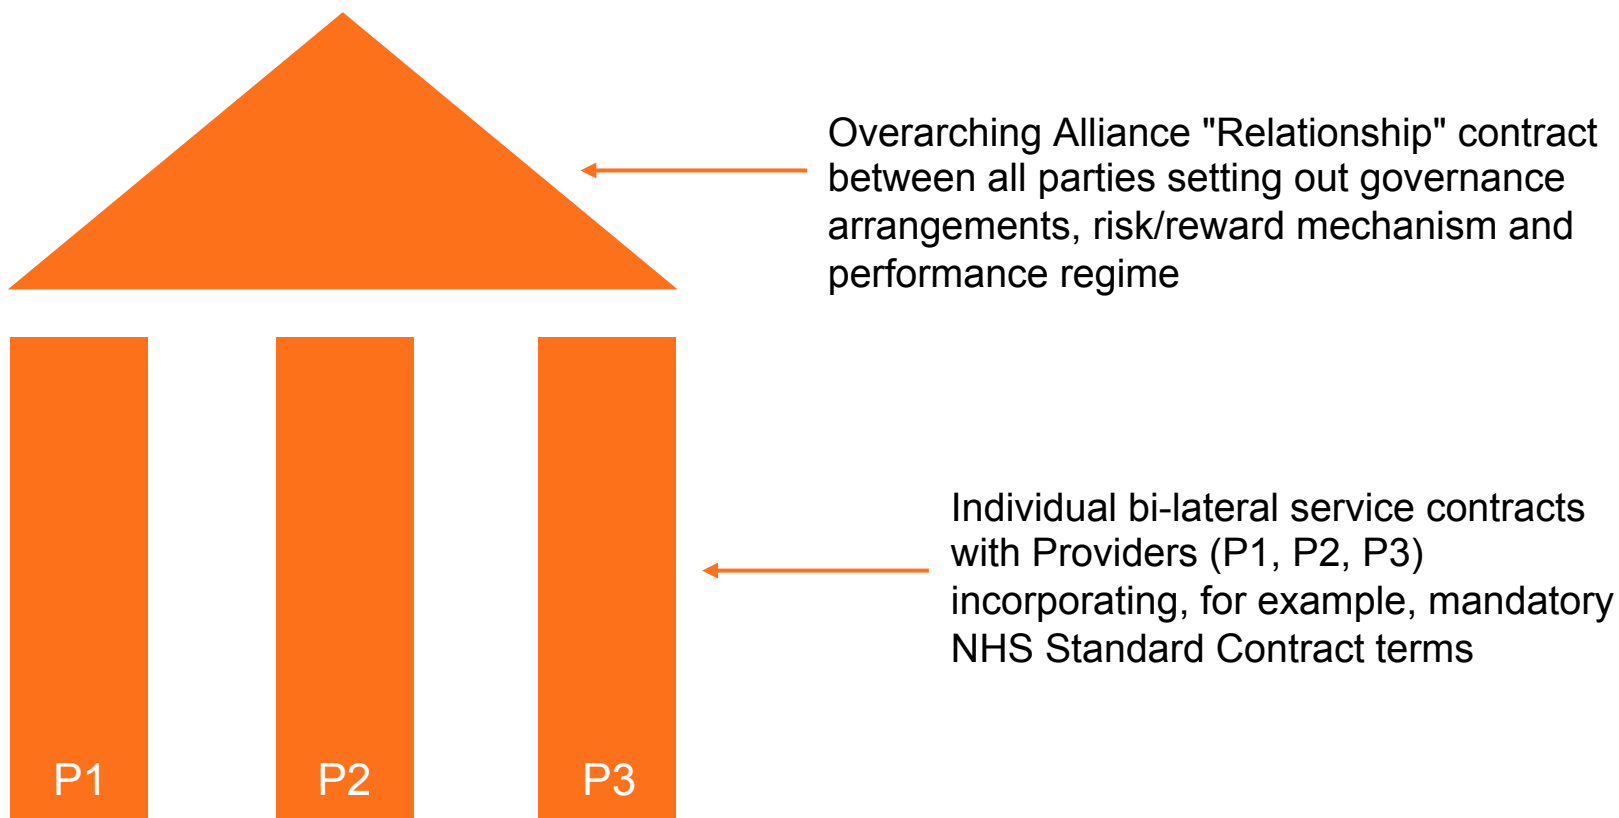 Overarching Alliance "Relationship" contract
between all parties setting out governance
arrangements, risk/reward mechanism and
performance regime
Individual bi-lateral service contracts
with Providers (P1, P2, P3)
incorporating, for example, mandatory
NHS Standard Contract terms
P1 P2 P3